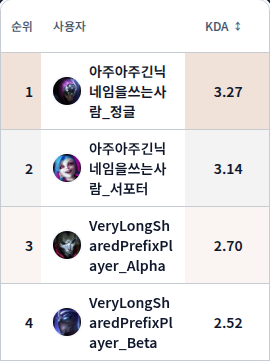 순위 사용자 KDA ↕
1 아주아주긴닉
네임을쓰는사
람_정글 3.27
2 아주아주긴닉
네임을쓰는사
람_서포터 3.14
3 VeryLongSh
aredPrefixPl
ayer_Alpha 2.70
4 VeryLongSh
aredPrefixPl
ayer_Beta 2.52